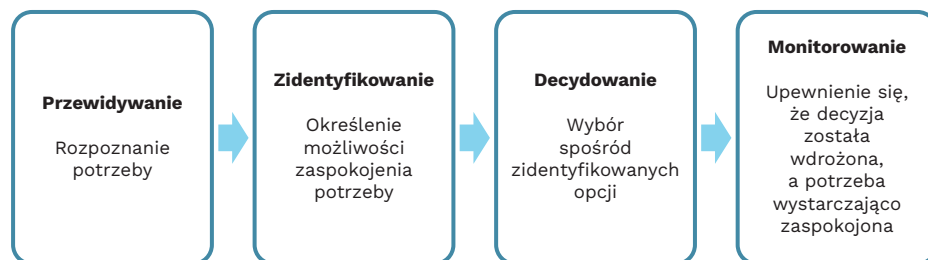 Przewidywanie
Rozpoznanie
potrzeby
Zidentyfikowanie
Określenie
możliwości
zaspokojenia
potrzeby
Decydowanie
Wybór
spośród
zidentyfikowanych
opcji
Monitorowanie
Upewnienie się,
że decyzja
została
wdrożona,
a potrzeba
wystarczająco
zaspokojona